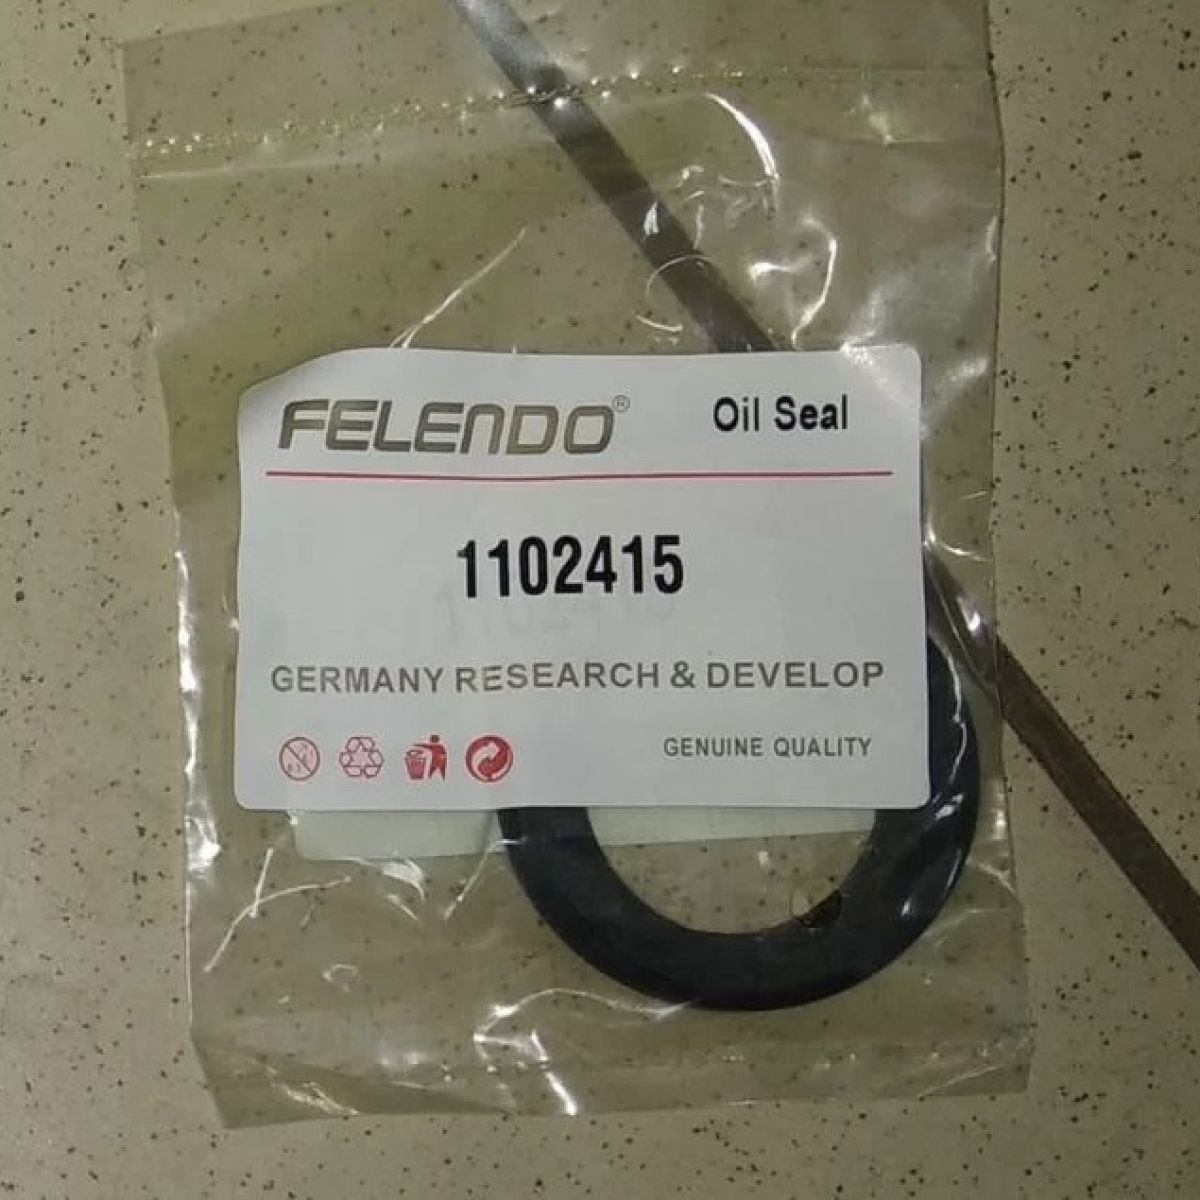 FELENDO® Oil Seal
1102415
GERMANY RESEARCH & DEVELOP
GENUINE QUALITY